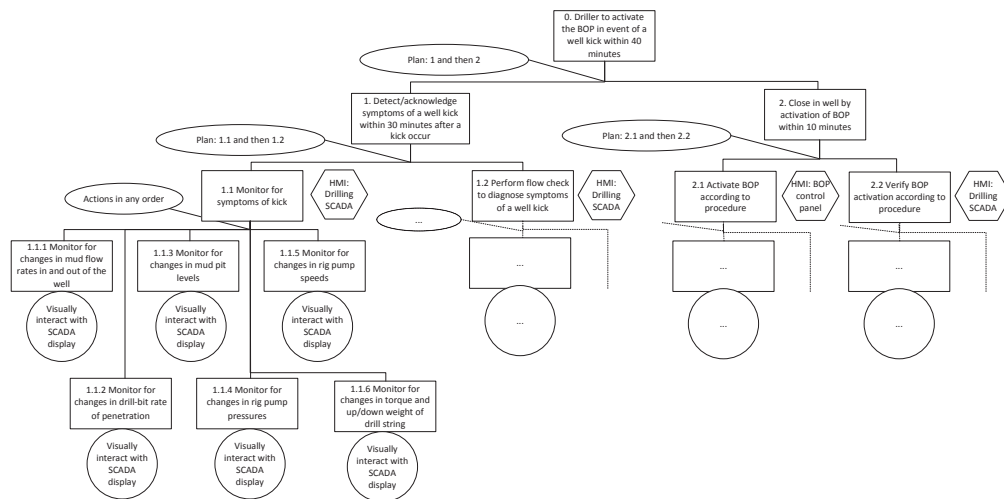 0. Driller to activate
the BOP in event of a
well kick within 40
minutes
Plan: 1 and then 2
1. Detect/acknowledge
symptoms of a well kick
within 30 minutes after a
kick occur
2. Close in well by
activation of BOP
within 10 minutes
Plan: 1.1 and then 1.2
Plan: 2.1 and then 2.2
Actions in any order
1.1 Monitor for
symptoms of kick
HMI:
Drilling
SCADA
1.2 Perform flow check
to diagnose symptoms
of a well kick
HMI:
Drilling
SCADA
2.1 Activate BOP
according to
procedure
HMI: BOP
control
panel
2.2 Verify BOP
activation according to
procedure
HMI:
Drilling
SCADA
...
1.1.1 Monitor for
changes in mud flow
rates in and out of the
well
1.1.3 Monitor for
changes in mud pit
levels
1.1.5 Monitor for
changes in rig pump
speeds
...
...
...
Visually
interact with
SCADA
display
Visually
interact with
SCADA
display
Visually
interact with
SCADA
display
...
...
...
1.1.2 Monitor for
changes in drill-bit rate
of penetration
1.1.4 Monitor for
changes in rig pump
pressures
1.1.6 Monitor for
changes in torque and
up/down weight of
drill string
Visually
interact with
SCADA
display
Visually
interact with
SCADA
display
Visually
interact with
SCADA
display